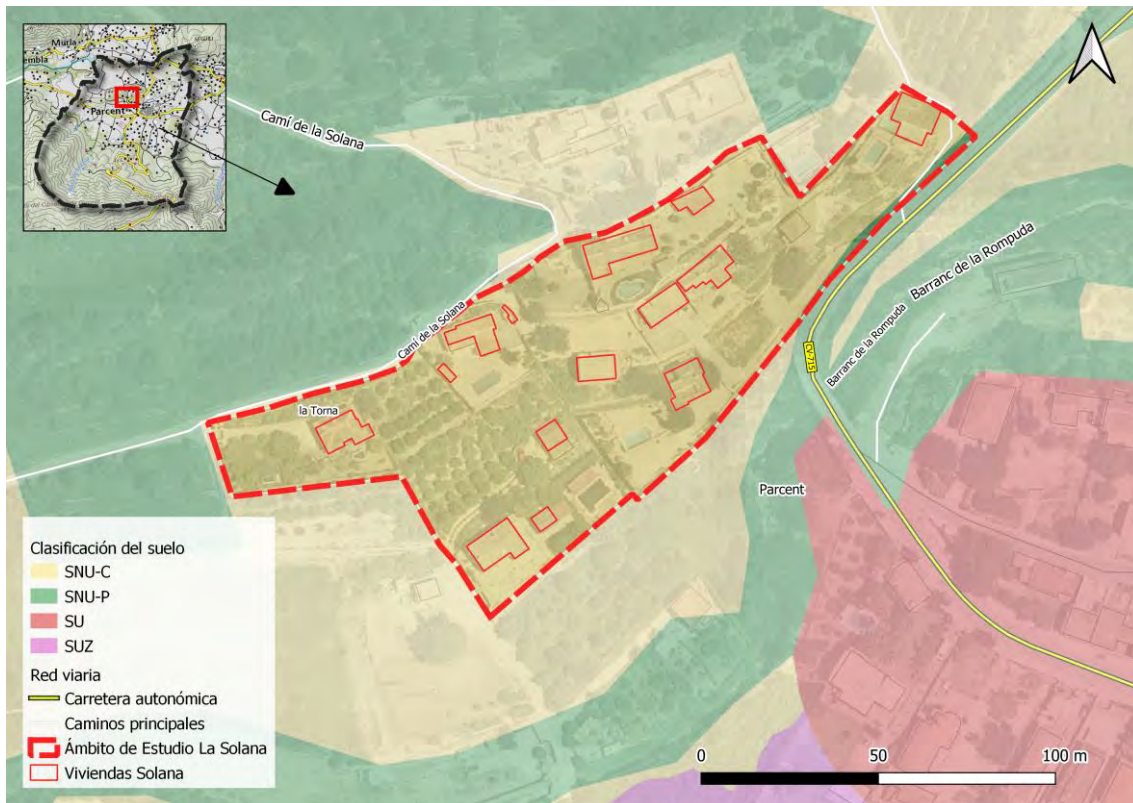 Murla
embla
Parcent
Camí de la Solana
Barranc de la Rompuda
Barranc de la Rompuda
Camí de la Solana
CV-715
la Torna
Parcent
Clasificación del suelo
SNU-C
SNU-P
SU
SUZ
Red viaria
Carretera autonómica
Caminos principales
Ámbito de Estudio La Solana
Viviendas Solana
0 50 100 m